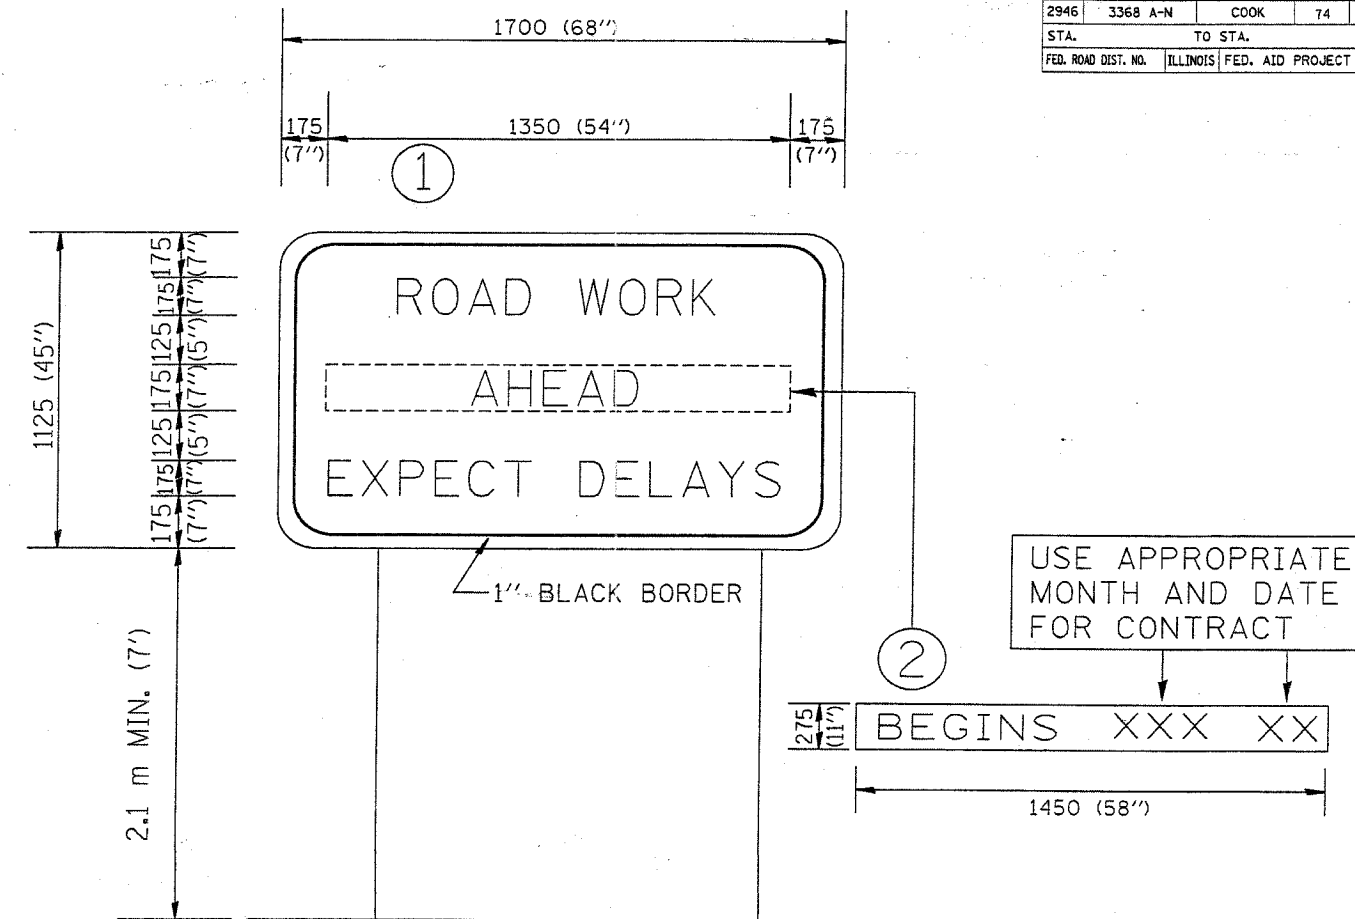 2946 3368 A-N COOK 74
STA. TO STA.
FED. ROAD DIST. NO. ILLINOIS FED. AID PROJECT
1700 (68'')
175 1350 (54'') 175
(7'') (7'')
1
1125 (45'')
175 (7'')
175 (7'')
125 (5'')
175 (7'')
125 (5'')
175 (7'')
175 (7'')
ROAD WORK
AHEAD
EXPECT DELAYS
1'' BLACK BORDER
2.1 m MIN. (7')
USE APPROPRIATE
MONTH AND DATE
FOR CONTRACT
2
275 (11'')
BEGINS XXX XX
1450 (58'')